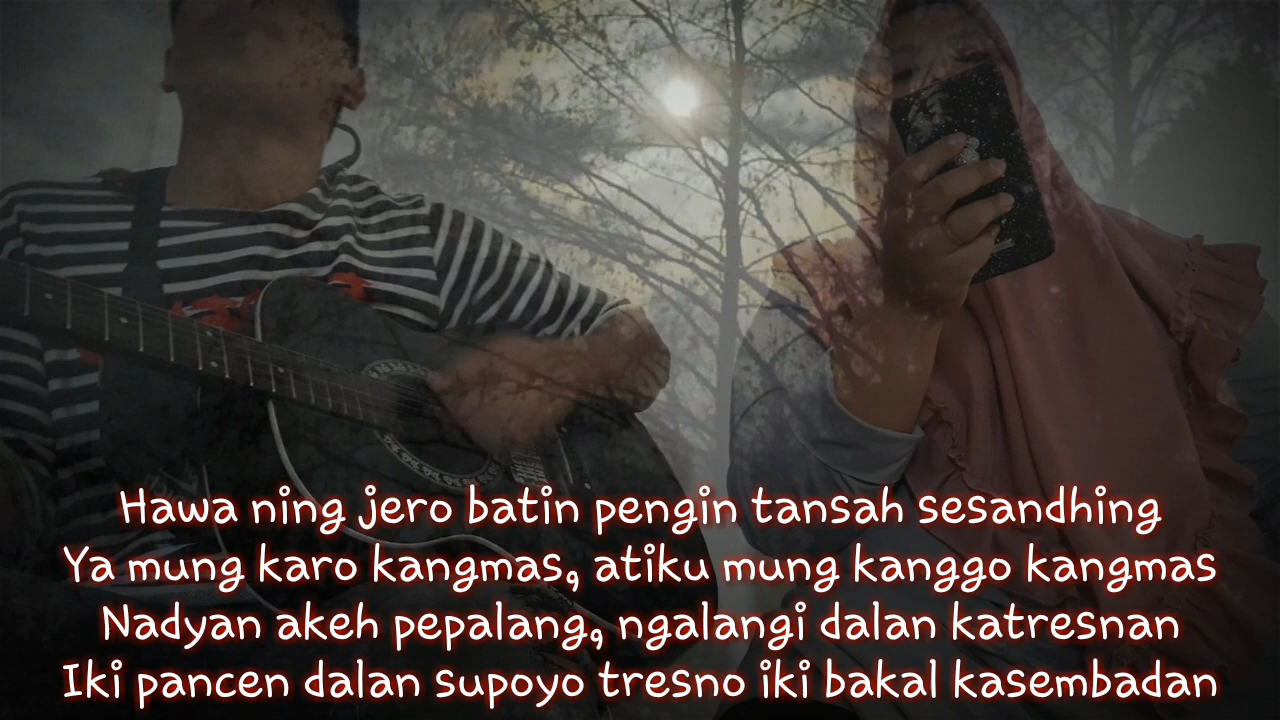 Hawa ning jero batin pengin tansah sesandhing
Ya mung karo kangmas, atiku mung kanggo kangmas
Nadyan akeh pepalang, ngalangi dalan katresnan
Iki pancen dalan supoyo tresno iki bakal kasembadan